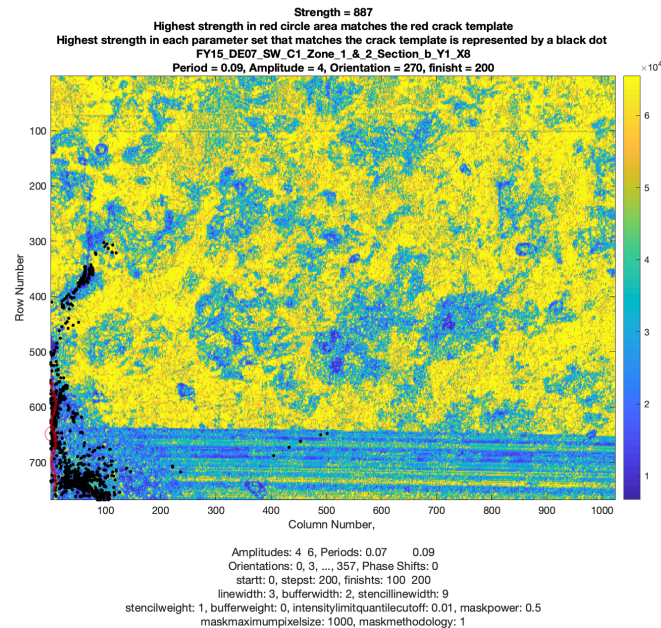 Strength = 887
Highest strength in red circle area matches the red crack template
Highest strength in each parameter set that matches the crack template is represented by a black dot
FY15_DE07_SW_C1_Zone_1_&_2_Section_b_Y1_X8
Period = 0.09, Amplitude = 4, Orientation = 270, finisht = 200
×10⁴
6
5
4
3
2
1
Row Number
100
200
300
400
500
600
700
100 200 300 400 500 600 700 800 900 1000
Column Number,
Amplitudes: 4 6, Periods: 0.07 0.09
Orientations: 0, 3, ..., 357, Phase Shifts: 0
startt: 0, stepst: 200, finishts: 100 200
linewidth: 3, bufferwidth: 2, stencillinewidth: 9
stencilweight: 1, bufferweight: 0, intensitylimitquantilecutoff: 0.01, maskpower: 0.5
maskmaximumpixelsize: 1000, maskmethodology: 1